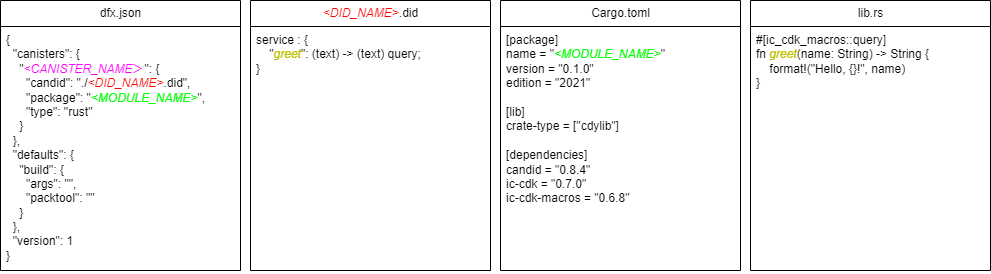 dfx.json
{
  "canisters": {
    "<CANISTER_NAME>": {
      "candid": "./<DID_NAME>.did",
      "package": "<MODULE_NAME>",
      "type": "rust"
    }
  },
  "defaults": {
    "build": {
      "args": "",
      "packtool": ""
    }
  },
  "version": 1
}
<DID_NAME>.did
service : {
    "greet": (text) -> (text) query;
}
Cargo.toml
[package]
name = "<MODULE_NAME>"
version = "0.1.0"
edition = "2021"

[lib]
crate-type = ["cdylib"]

[dependencies]
candid = "0.8.4"
ic-cdk = "0.7.0"
ic-cdk-macros = "0.6.8"
lib.rs
#[ic_cdk_macros::query]
fn greet(name: String) -> String {
    format!("Hello, {}!", name)
}